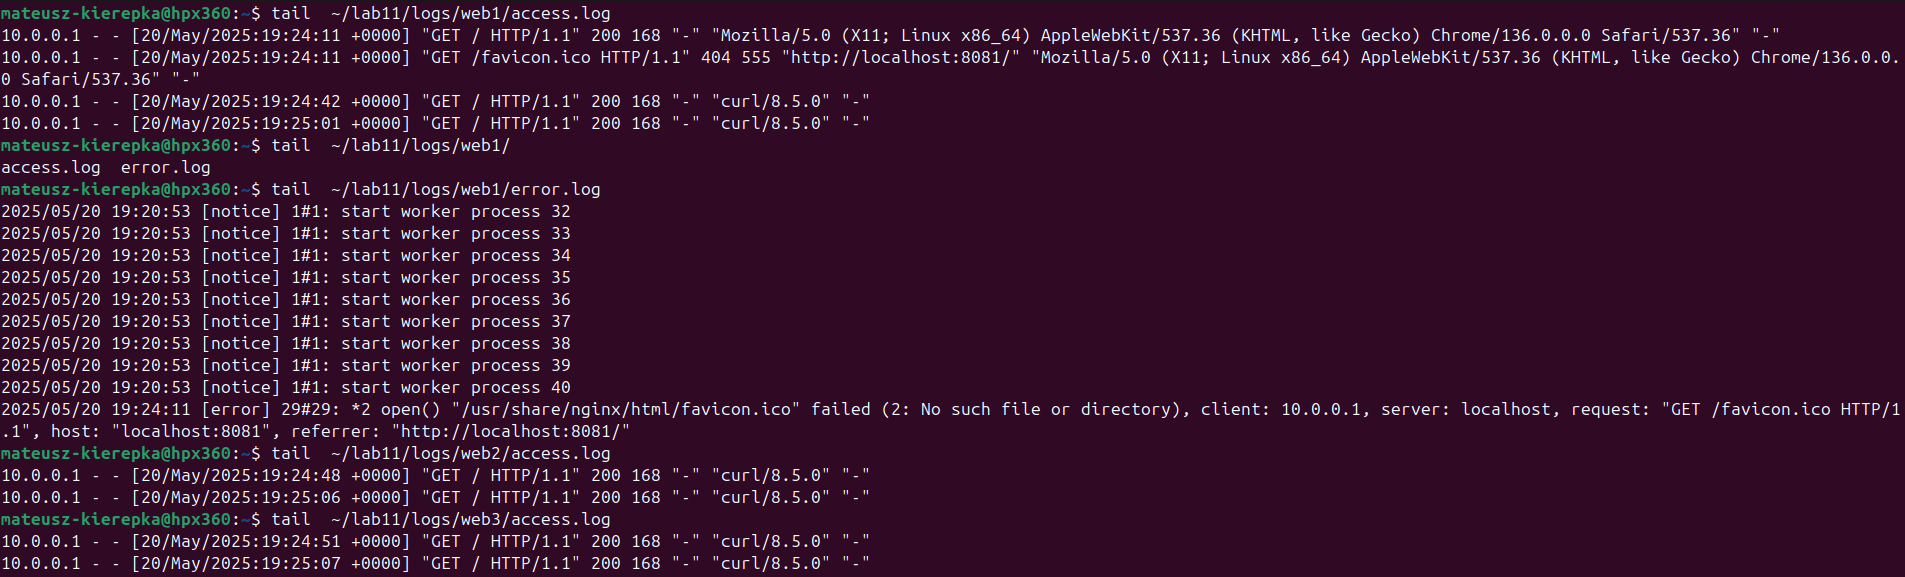 mateusz-kierepka@hpx360:~$ tail  ~/lab11/logs/web1/access.log
10.0.0.1 - - [20/May/2025:19:24:11 +0000] "GET / HTTP/1.1" 200 168 "-" "Mozilla/5.0 (X11; Linux x86_64) AppleWebKit/537.36 (KHTML, like Gecko) Chrome/136.0.0.0 Safari/537.36" "-"
10.0.0.1 - - [20/May/2025:19:24:11 +0000] "GET /favicon.ico HTTP/1.1" 404 555 "http://localhost:8081/" "Mozilla/5.0 (X11; Linux x86_64) AppleWebKit/537.36 (KHTML, like Gecko) Chrome/136.0.0.
0 Safari/537.36" "-"
10.0.0.1 - - [20/May/2025:19:24:42 +0000] "GET / HTTP/1.1" 200 168 "-" "curl/8.5.0" "-"
10.0.0.1 - - [20/May/2025:19:25:01 +0000] "GET / HTTP/1.1" 200 168 "-" "curl/8.5.0" "-"
mateusz-kierepka@hpx360:~$ tail  ~/lab11/logs/web1/
access.log  error.log
mateusz-kierepka@hpx360:~$ tail  ~/lab11/logs/web1/error.log
2025/05/20 19:20:53 [notice] 1#1: start worker process 32
2025/05/20 19:20:53 [notice] 1#1: start worker process 33
2025/05/20 19:20:53 [notice] 1#1: start worker process 34
2025/05/20 19:20:53 [notice] 1#1: start worker process 35
2025/05/20 19:20:53 [notice] 1#1: start worker process 36
2025/05/20 19:20:53 [notice] 1#1: start worker process 37
2025/05/20 19:20:53 [notice] 1#1: start worker process 38
2025/05/20 19:20:53 [notice] 1#1: start worker process 39
2025/05/20 19:20:53 [notice] 1#1: start worker process 40
2025/05/20 19:24:11 [error] 29#29: *2 open() "/usr/share/nginx/html/favicon.ico" failed (2: No such file or directory), client: 10.0.0.1, server: localhost, request: "GET /favicon.ico HTTP/1
.1", host: "localhost:8081", referrer: "http://localhost:8081/"
mateusz-kierepka@hpx360:~$ tail  ~/lab11/logs/web2/access.log
10.0.0.1 - - [20/May/2025:19:24:48 +0000] "GET / HTTP/1.1" 200 168 "-" "curl/8.5.0" "-"
10.0.0.1 - - [20/May/2025:19:25:06 +0000] "GET / HTTP/1.1" 200 168 "-" "curl/8.5.0" "-"
mateusz-kierepka@hpx360:~$ tail  ~/lab11/logs/web3/access.log
10.0.0.1 - - [20/May/2025:19:24:51 +0000] "GET / HTTP/1.1" 200 168 "-" "curl/8.5.0" "-"
10.0.0.1 - - [20/May/2025:19:25:07 +0000] "GET / HTTP/1.1" 200 168 "-" "curl/8.5.0" "-"